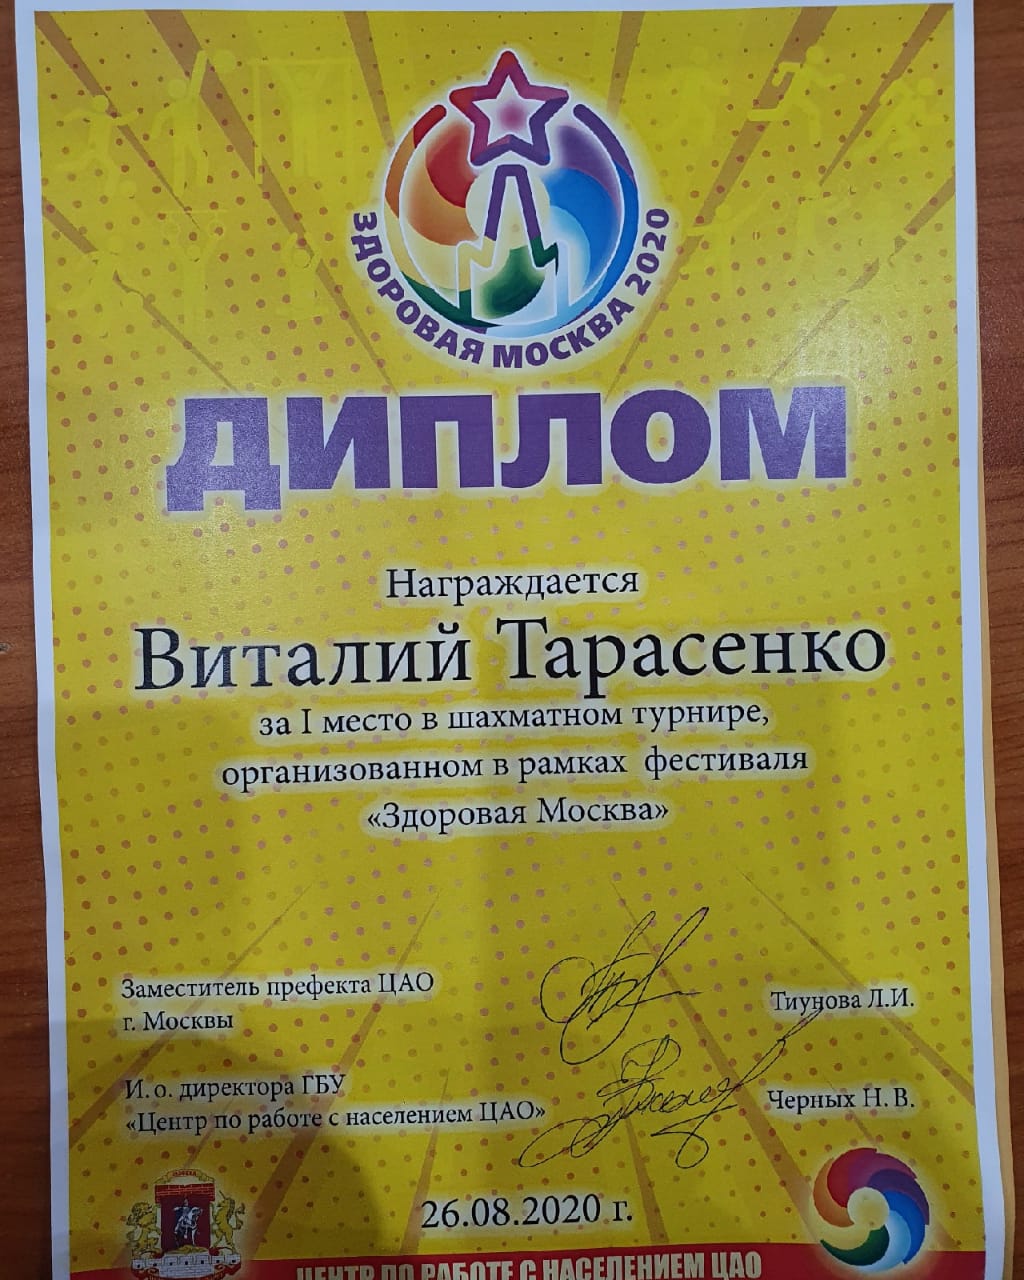 ЗДОРОВАЯ МОСКВА 2020
ДИПЛОМ
Награждается
Виталий Тарасенко
за I место в шахматном турнире,
организованном в рамках фестиваля
«Здоровая Москва»
Заместитель префекта ЦАО
г. Москвы
Тиунова Л.И.
И. о. директора ГБУ
«Центр по работе с населением ЦАО»
Черных Н. В.
26.08.2020 г.
ЦЕНТР ПО РАБОТЕ С НАСЕЛЕНИЕМ ЦАО